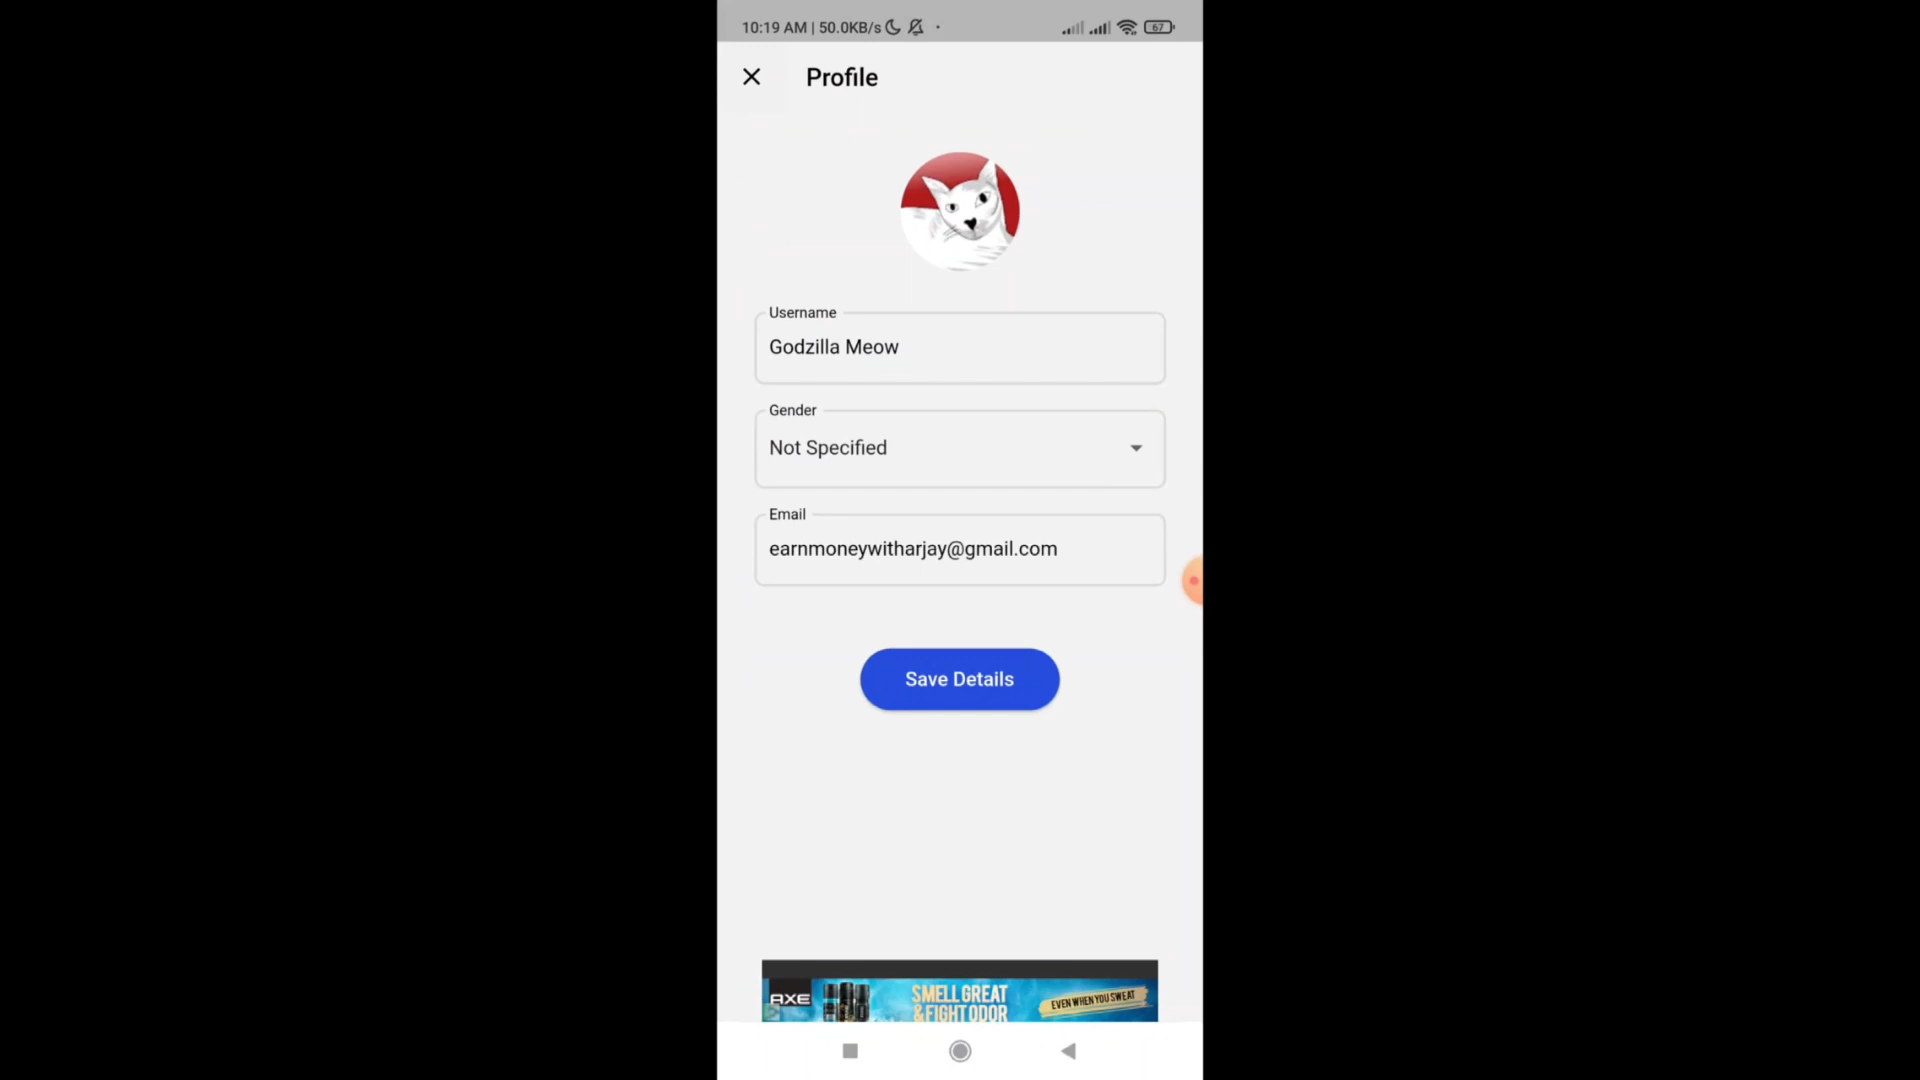 10:19 AM | 50.0KB/s
67
Profile
Username
Godzilla Meow
Gender
Not Specified
Email
earnmoneywitharjay@gmail.com
Save Details
AXE
SMELL GREAT
& FIGHT ODOR
EVEN WHEN YOU SWEAT